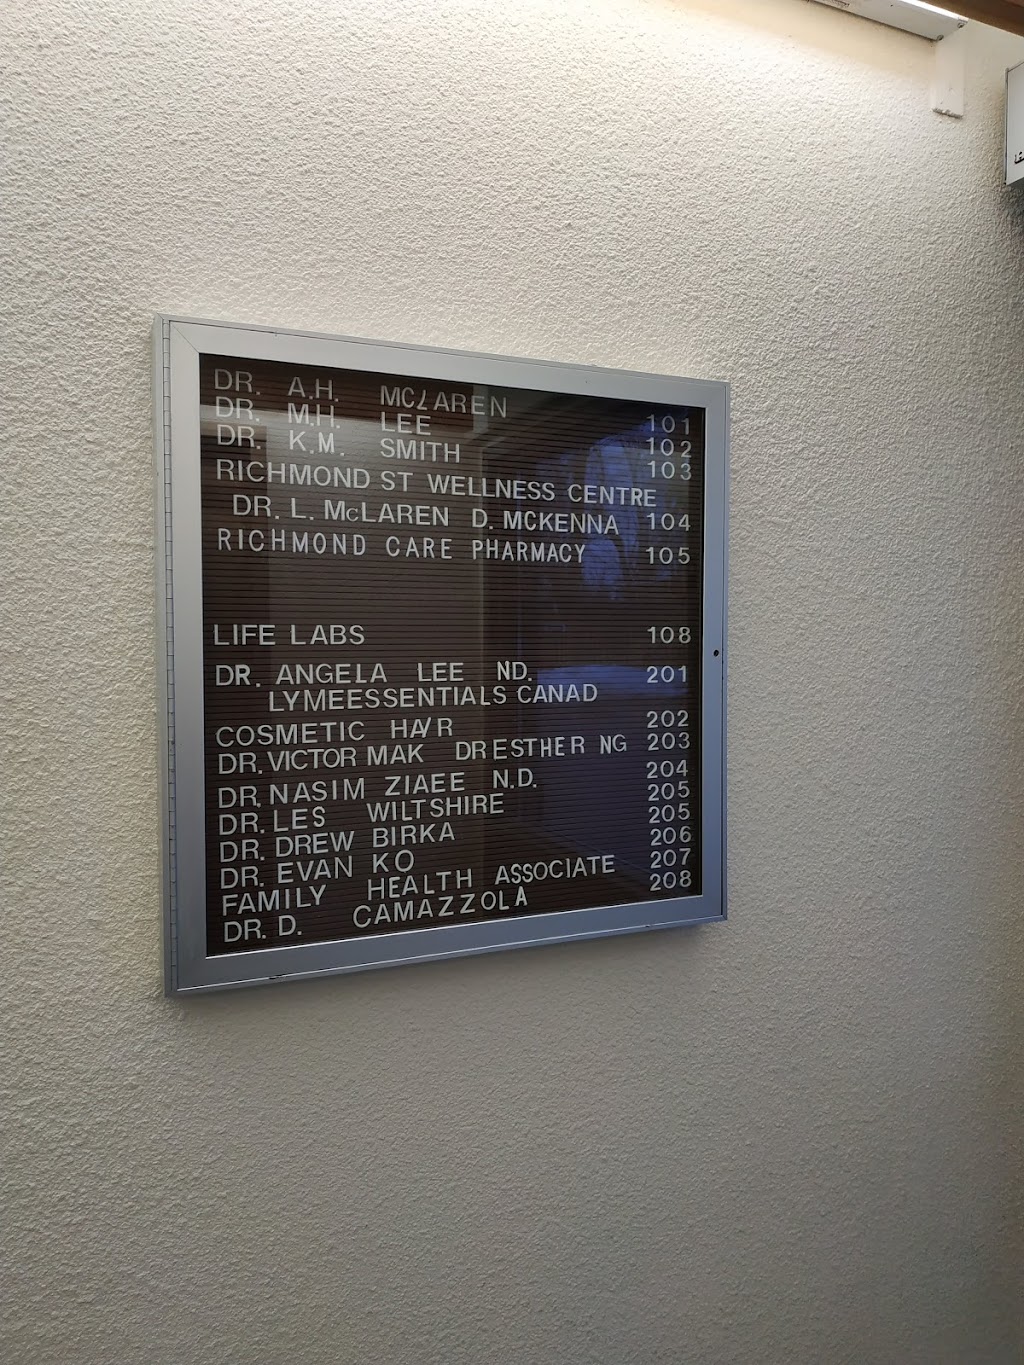 DR. A.H. MCLAREN 101
DR. M.H. LEE 102
DR. K.M. SMITH 103
RICHMOND ST WELLNESS CENTRE
DR. L. McLAREN D. MCKENNA 104
RICHMOND CARE PHARMACY 105
LIFE LABS 108
DR. ANGELA LEE ND. 201
LYMEESSENTIALS CANAD
COSMETIC HAIR 202
DR. VICTOR MAK DR ESTHER NG 203
DR. NASIM ZIAEE N.D. 204
DR. LES WILTSHIRE 205
DR. DREW BIRKA 205
DR. EVAN KO 206
FAMILY HEALTH ASSOCIATE 207
DR. D. CAMAZZOLA 208